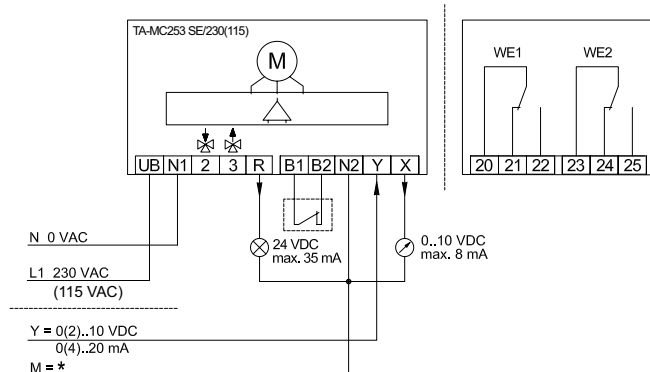 TA-MC253 SE/230(115)
M
WE1 WE2
UB N1 2 3 R B1 B2 N2 Y X
20 21 22 23 24 25
N 0 VAC
24 VDC
max. 35 mA
0..10 VDC
max. 8 mA
L1 230 VAC
(115 VAC)
Y = 0(2)..10 VDC
0(4)..20 mA
M = *